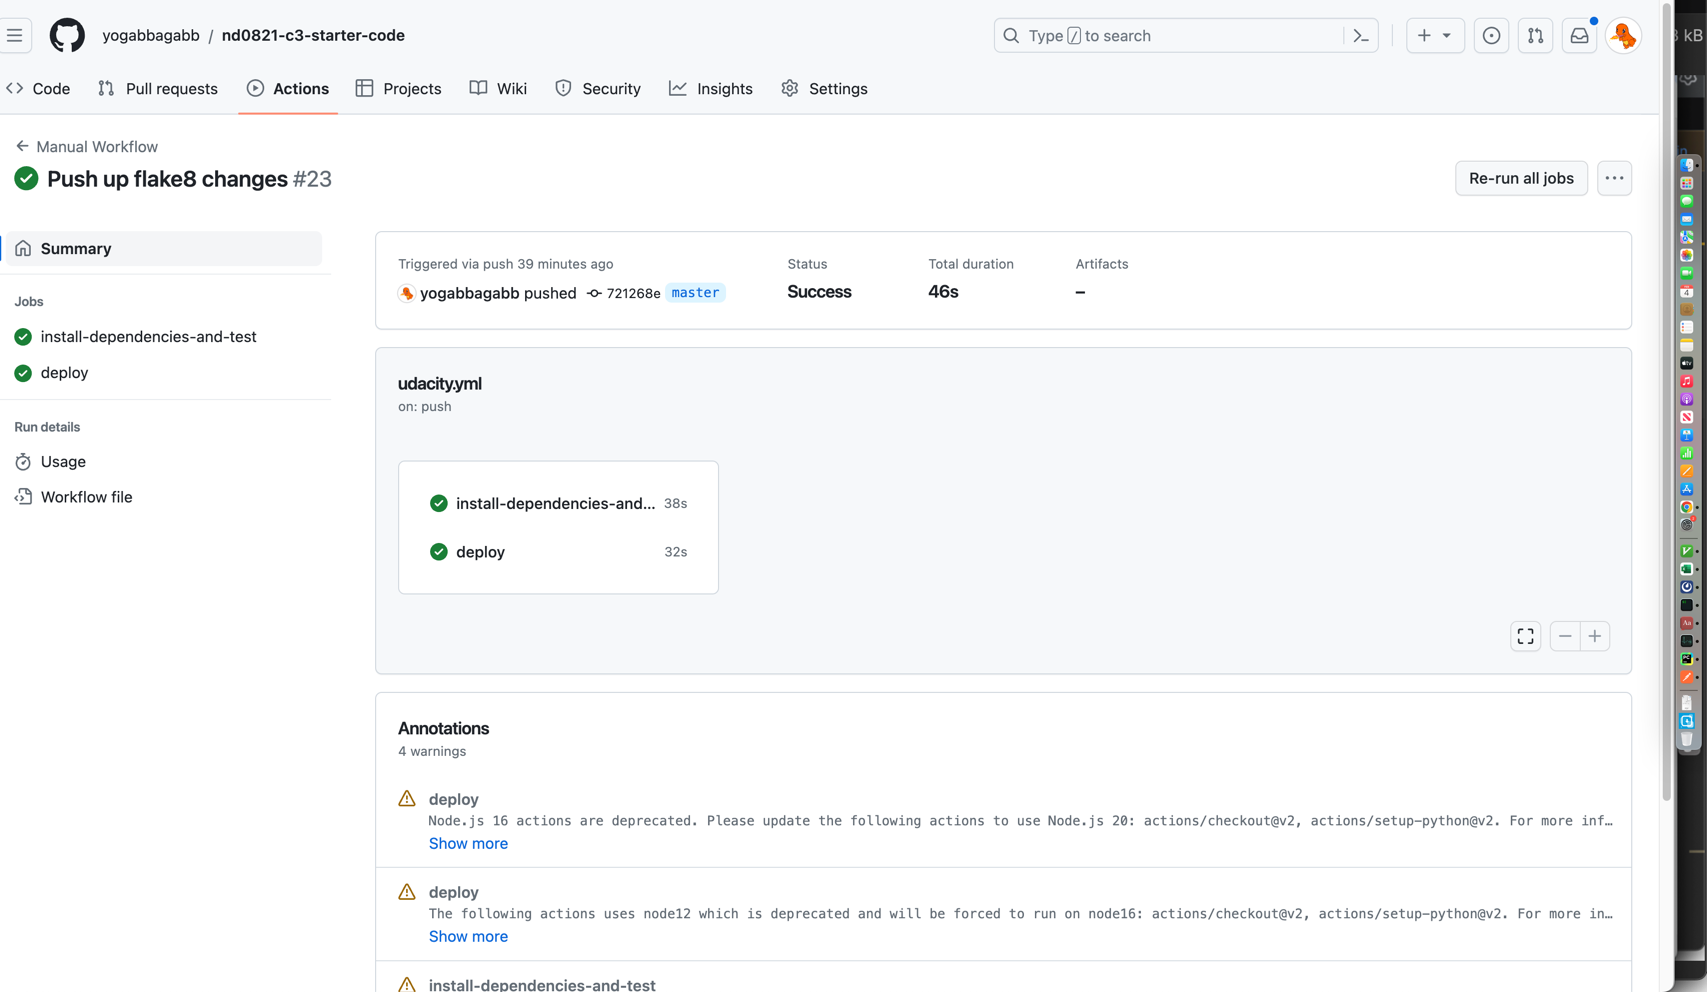 yogabbagabb / nd0821-c3-starter-code
Type / to search
Code
Pull requests
Actions
Projects
Wiki
Security
Insights
Settings
Manual Workflow
Push up flake8 changes #23
Re-run all jobs
Summary
Jobs
install-dependencies-and-test
deploy
Run details
Usage
Workflow file
Triggered via push 39 minutes ago
yogabbagabb pushed 721268e master
Status
Success
Total duration
46s
Artifacts
–
udacity.yml
on: push
install-dependencies-and... 38s
deploy 32s
Annotations
4 warnings
deploy
Node.js 16 actions are deprecated. Please update the following actions to use Node.js 20: actions/checkout@v2, actions/setup-python@v2. For more inf…
Show more
deploy
The following actions uses node12 which is deprecated and will be forced to run on node16: actions/checkout@v2, actions/setup-python@v2. For more in…
Show more
install-dependencies-and-test
kB